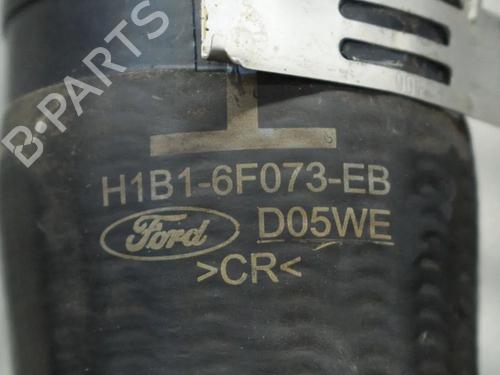 B-PARTS
H1B1-6F073-EB
Ford D05WE
>CR<